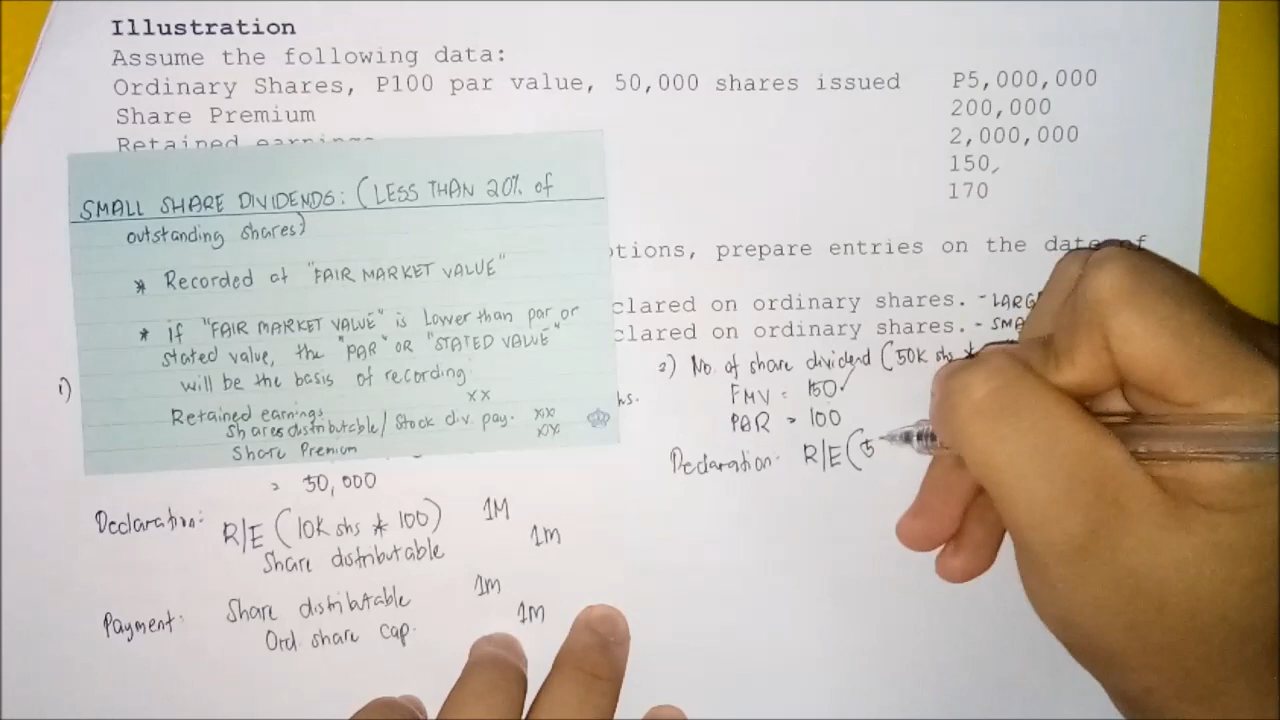 Illustration
Assume the following data:
Ordinary Shares, P100 par value, 50,000 shares issued P5,000,000
Share Premium 200,000
Retained earnings 2,000,000
150,
170
SMALL SHARE DIVIDENDS: (LESS THAN 20% of
outstanding shares)
* Recorded at "FAIR MARKET VALUE"
* if "FAIR MARKET VALUE" is lower than par or
stated value, the "PAR" OR "STATED VALUE"
will be the basis of recording
Retained earnings xx
Shares distributable / Stock div. pay. xx
Share Premium xx
otions, prepare entries on the date of
clared on ordinary shares. - LARG
clared on ordinary shares. - SMA
1)
hs.
= 50,000
Declaration: R/E (10K shs * 100) 1M
Share distributable 1m
Payment: Share distributable 1m
Ord. share cap. 1M
2) No. of share dividend (50K shs *
FMV = 150 ✓
PAR = 100
Declaration: R/E (5